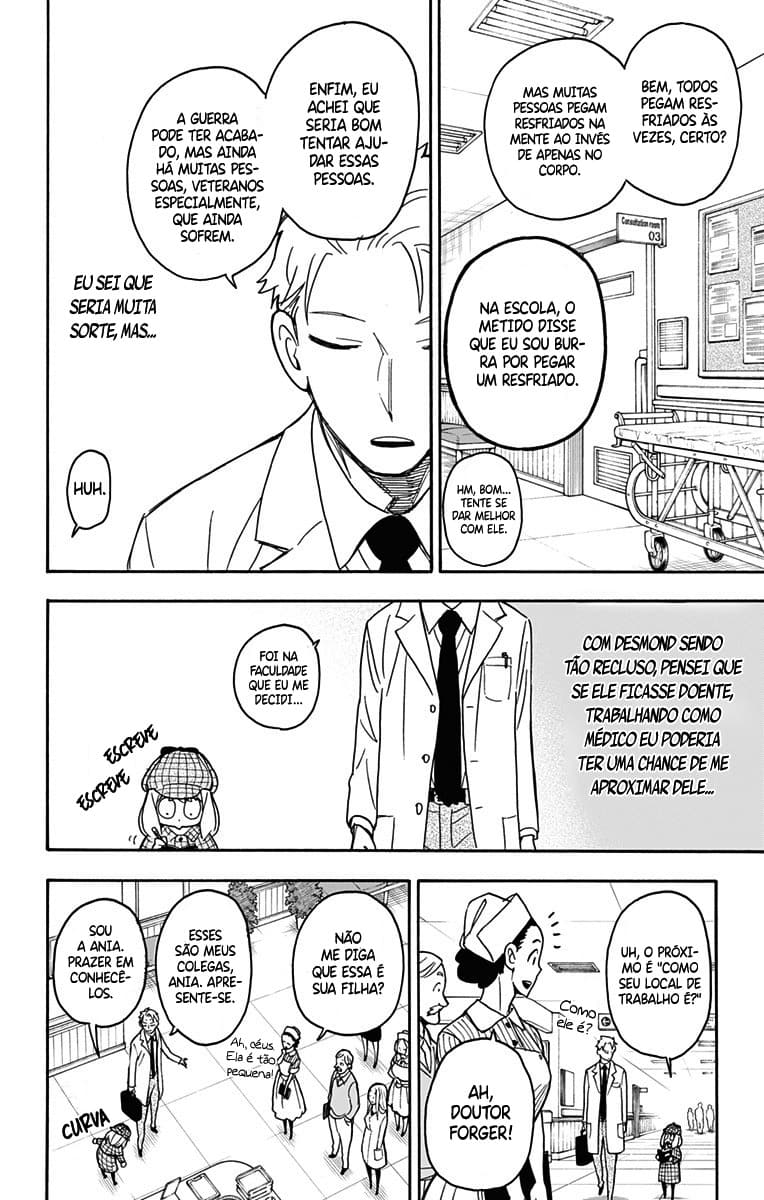 BEM, TODOS
PEGAM RES-
FRIADOS ÀS
VEZES, CERTO?
MAS MUITAS
PESSOAS PEGAM
RESFRIADOS NA
MENTE AO INVÉS
DE APENAS NO
CORPO.
Consultation room
03
NA ESCOLA, O
METIDO DISSE
QUE EU SOU BUR-
RA POR PEGAR
UM RESFRIADO.
HM, BOM...
TENTE SE
DAR MELHOR
COM ELE.
ENFIM, EU
ACHEI QUE
SERIA BOM
TENTAR AJU-
DAR ESSAS
PESSOAS.
A GUERRA
PODE TER ACABA-
DO, MAS AINDA
HÁ MUITAS PES-
SOAS, VETERANOS
ESPECIALMENTE,
QUE AINDA
SOFREM.
EU SEI QUE
SERIA MUITA
SORTE, MAS...
HUH.
COM DESMOND SENDO
TÃO RECLUSO, PENSEI QUE
SE ELE FICASSE DOENTE,
TRABALHANDO COMO
MÉDICO EU PODERIA
TER UMA CHANCE DE ME
APROXIMAR DELE...
FOI NA
FACULDADE
QUE EU ME
DECIDI...
ESCREVE
ESCREVE
UH, O PRÓXI-
MO É "COMO
SEU LOCAL DE
TRABALHO É?"
Como
ele é?
AH,
DOUTOR
FORGER!
NÃO
ME DIGA
QUE ESSA É
SUA FILHA?
ESSES
SÃO MEUS
COLEGAS,
ANIA. APRE-
SENTE-SE.
SOU
A ANIA.
PRAZER EM
CONHECÊ-
LOS.
Ah, céus.
Ela é tão
pequena!
CURVA